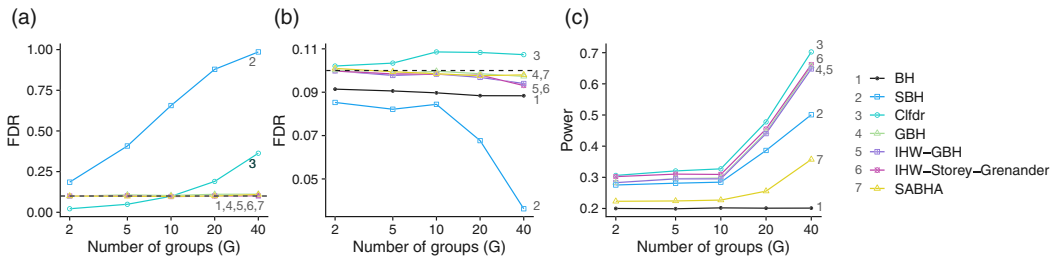 (a)
(b)
(c)
FDR
1.00
0.75
0.50
0.25
0.00
2
3
1,4,5,6,7
2 5 10 20 40
Number of groups (G)
FDR
0.11
0.09
0.07
0.05
3
4,7
5,6
1
2
2 5 10 20 40
Number of groups (G)
Power
0.7
0.6
0.5
0.4
0.3
0.2
3
6
4,5
2
7
1
2 5 10 20 40
Number of groups (G)
1 BH
2 SBH
3 Clfdr
4 GBH
5 IHW−GBH
6 IHW−Storey−Grenander
7 SABHA